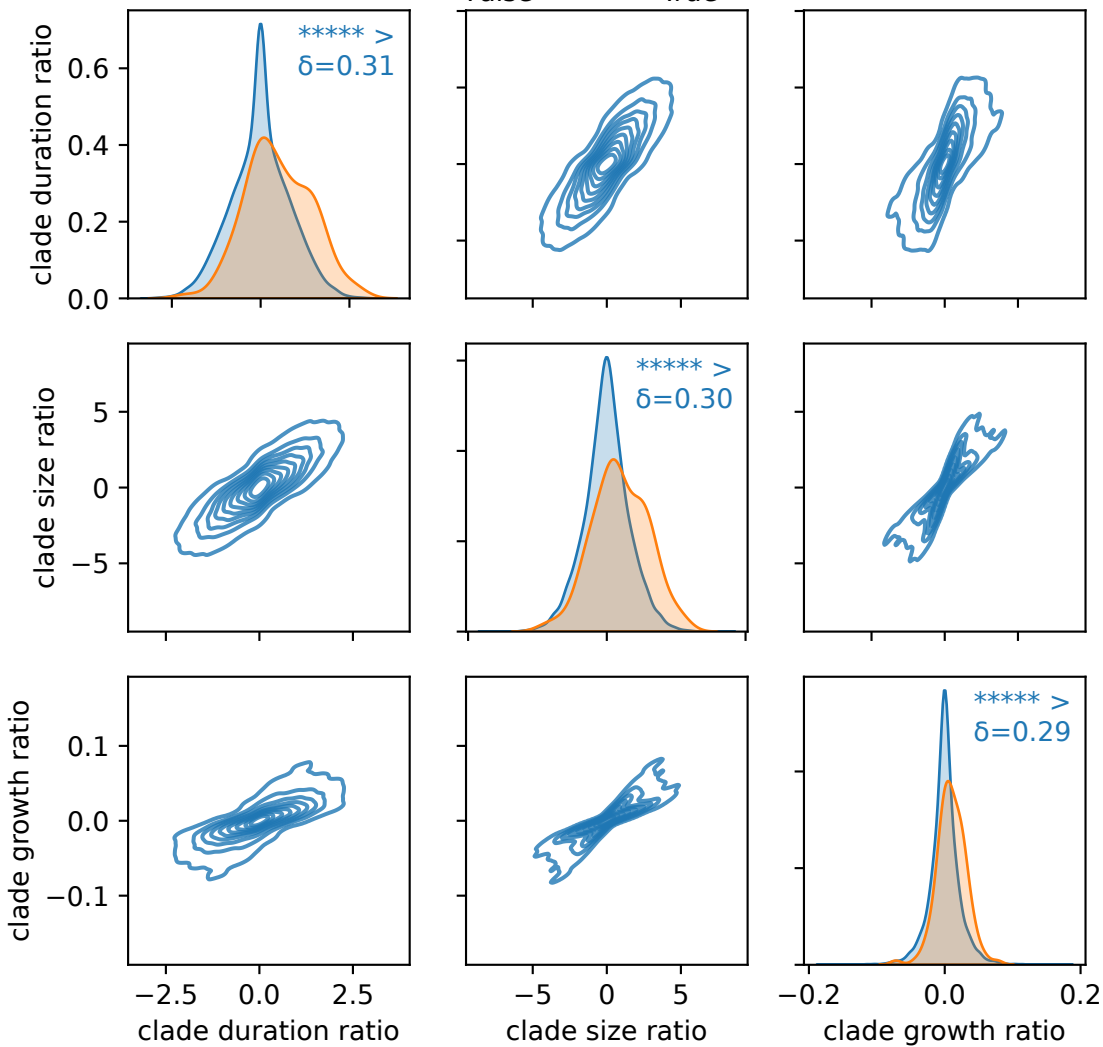 ***** >
δ=0.31
clade duration ratio
0.6
0.4
0.2
0.0
***** >
δ=0.30
clade size ratio
5
0
−5
***** >
δ=0.29
clade growth ratio
0.1
0.0
−0.1
−2.5 0.0 2.5
−5 0 5
−0.2 0.0 0.2
clade duration ratio
clade size ratio
clade growth ratio